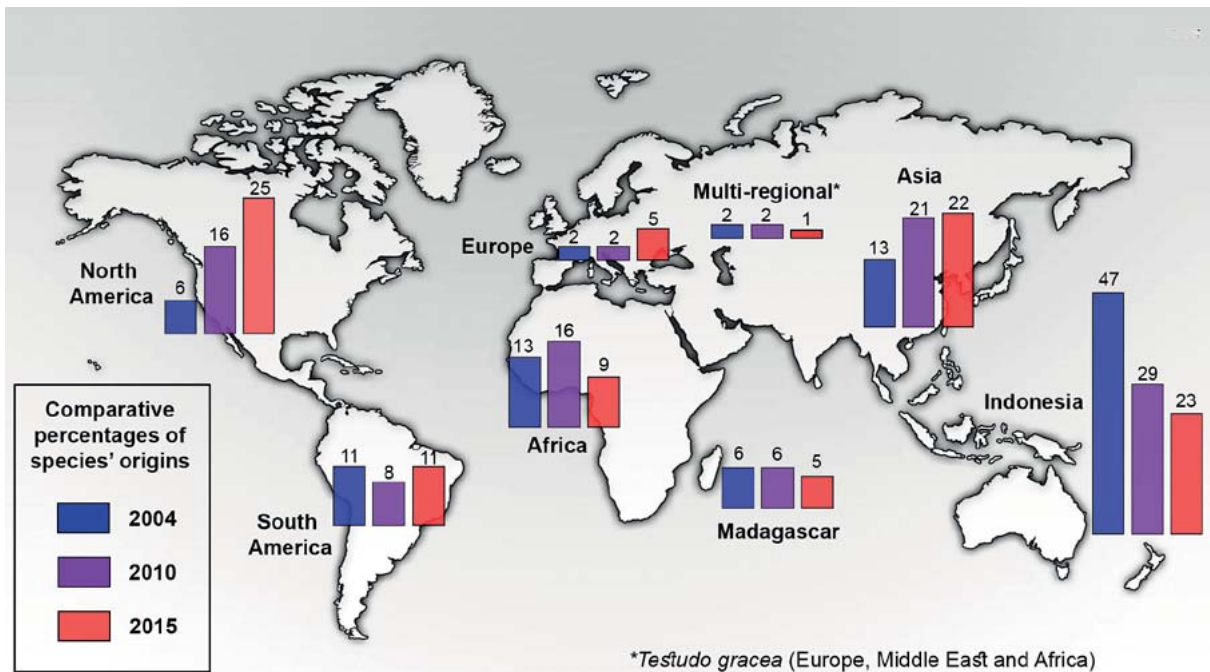 25
16
6
North
America
Europe
2
2
5
Multi-regional*
2
2
1
Asia
13
21
22
47
29
23
Indonesia
13
16
9
Africa
6
6
5
Madagascar
11
8
11
South
America
Comparative
percentages of
species' origins
2004
2010
2015
*Testudo gracea (Europe, Middle East and Africa)